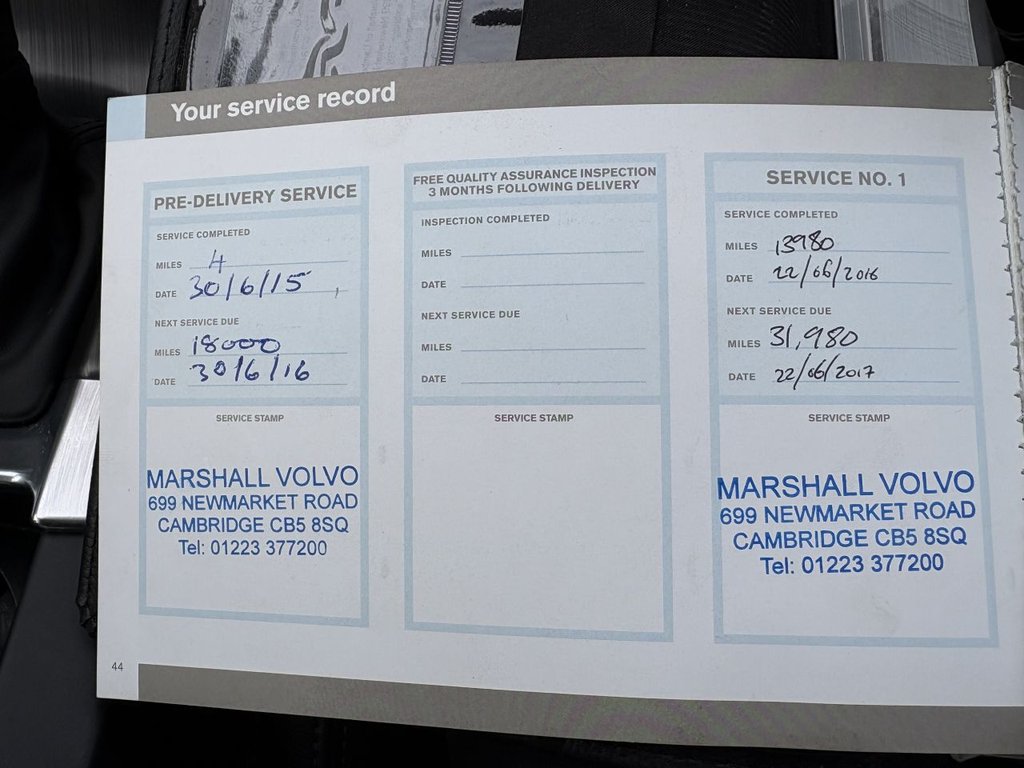 Your service record
PRE-DELIVERY SERVICE
SERVICE COMPLETED
MILES 4
DATE 30/6/15
NEXT SERVICE DUE
MILES 18000
DATE 30/6/16
SERVICE STAMP
MARSHALL VOLVO
699 NEWMARKET ROAD
CAMBRIDGE CB5 8SQ
Tel: 01223 377200
FREE QUALITY ASSURANCE INSPECTION
3 MONTHS FOLLOWING DELIVERY
INSPECTION COMPLETED
MILES
DATE
NEXT SERVICE DUE
MILES
DATE
SERVICE STAMP
SERVICE NO. 1
SERVICE COMPLETED
MILES 13980
DATE 22/06/2016
NEXT SERVICE DUE
MILES 31,980
DATE 22/06/2017
SERVICE STAMP
MARSHALL VOLVO
699 NEWMARKET ROAD
CAMBRIDGE CB5 8SQ
Tel: 01223 377200
44